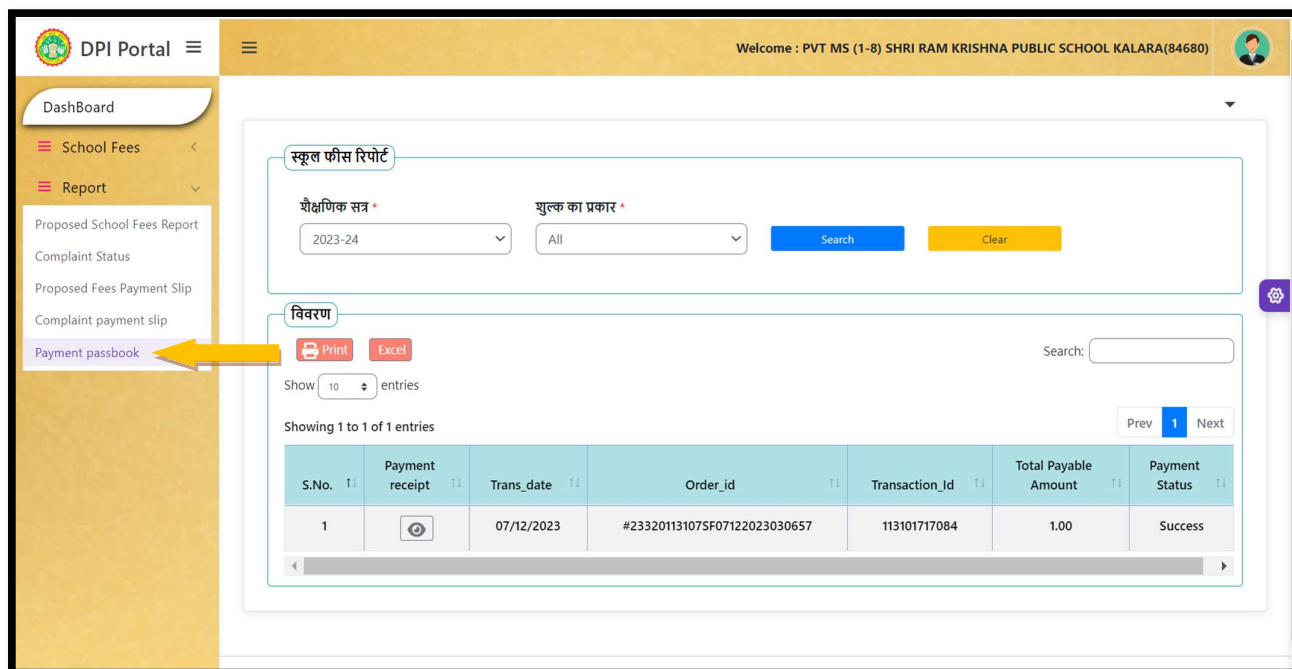 DPI Portal
Welcome : PVT MS (1-8) SHRI RAM KRISHNA PUBLIC SCHOOL KALARA(84680)
DashBoard
School Fees
Report
Proposed School Fees Report
Complaint Status
Proposed Fees Payment Slip
Complaint payment slip
Payment passbook
स्कूल फीस रिपोर्ट
शैक्षणिक सत्र * शुल्क का प्रकार *
2023-24 All Search Clear
विवरण
Print Excel Search:
Show 10 entries
Showing 1 to 1 of 1 entries Prev 1 Next
S.No. Payment receipt Trans_date Order_id Transaction_Id Total Payable Amount Payment Status
1 07/12/2023 #23320113107SF07122023030657 113101717084 1.00 Success